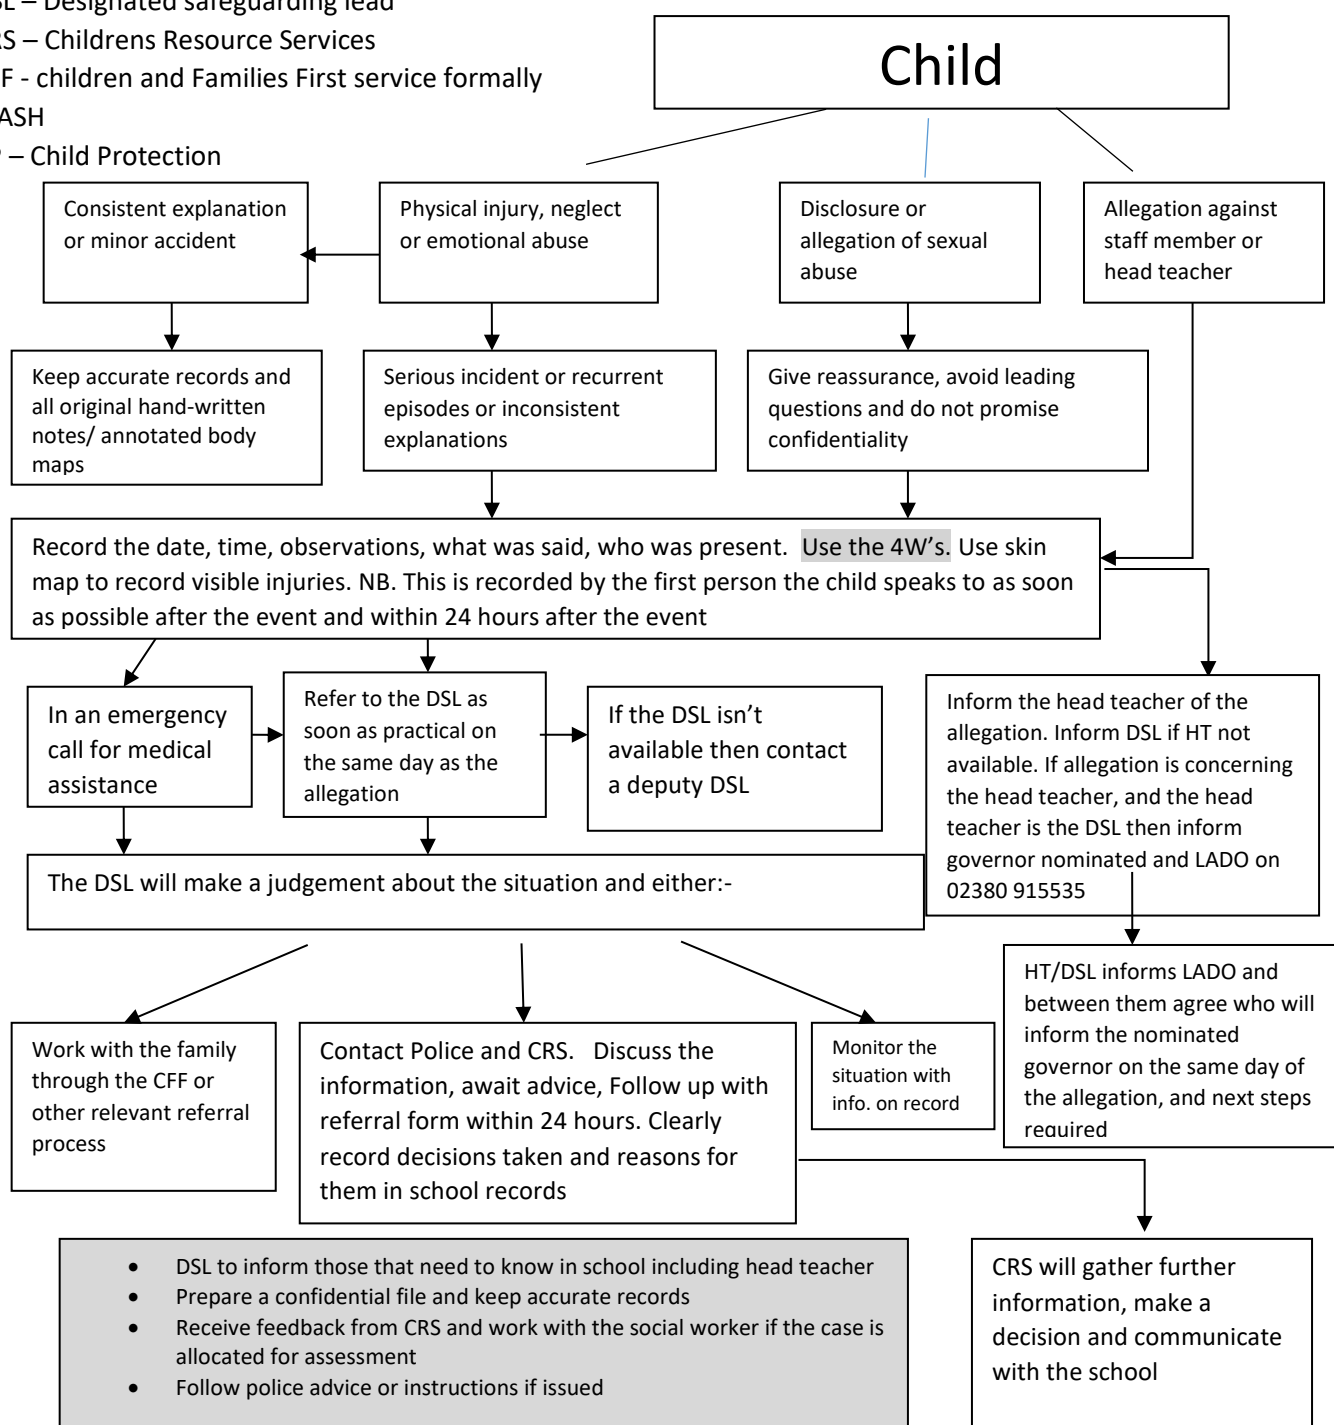 SL – Designated safeguarding lead
RS – Childrens Resource Services
F - children and Families First service formally
ASH
– Child Protection
Child
Consistent explanation
or minor accident
Physical injury, neglect
or emotional abuse
Disclosure or
allegation of sexual
abuse
Allegation against
staff member or
head teacher
Keep accurate records and
all original hand-written
notes/ annotated body
maps
Serious incident or recurrent
episodes or inconsistent
explanations
Give reassurance, avoid leading
questions and do not promise
confidentiality
Record the date, time, observations, what was said, who was present.  Use the 4W's. Use skin
map to record visible injuries. NB. This is recorded by the first person the child speaks to as soon
as possible after the event and within 24 hours after the event
In an emergency
call for medical
assistance
Refer to the DSL as
soon as practical on
the same day as the
allegation
If the DSL isn't
available then contact
a deputy DSL
Inform the head teacher of the
allegation. Inform DSL if HT not
available. If allegation is concerning
the head teacher, and the head
teacher is the DSL then inform
governor nominated and LADO on
02380 915535
The DSL will make a judgement about the situation and either:-
HT/DSL informs LADO and
between them agree who will
inform the nominated
governor on the same day of
the allegation, and next steps
required
Work with the family
through the CFF or
other relevant referral
process
Contact Police and CRS.   Discuss the
information, await advice, Follow up with
referral form within 24 hours. Clearly
record decisions taken and reasons for
them in school records
Monitor the
situation with
info. on record
• DSL to inform those that need to know in school including head teacher
• Prepare a confidential file and keep accurate records
• Receive feedback from CRS and work with the social worker if the case is
allocated for assessment
• Follow police advice or instructions if issued
CRS will gather further
information, make a
decision and communicate
with the school